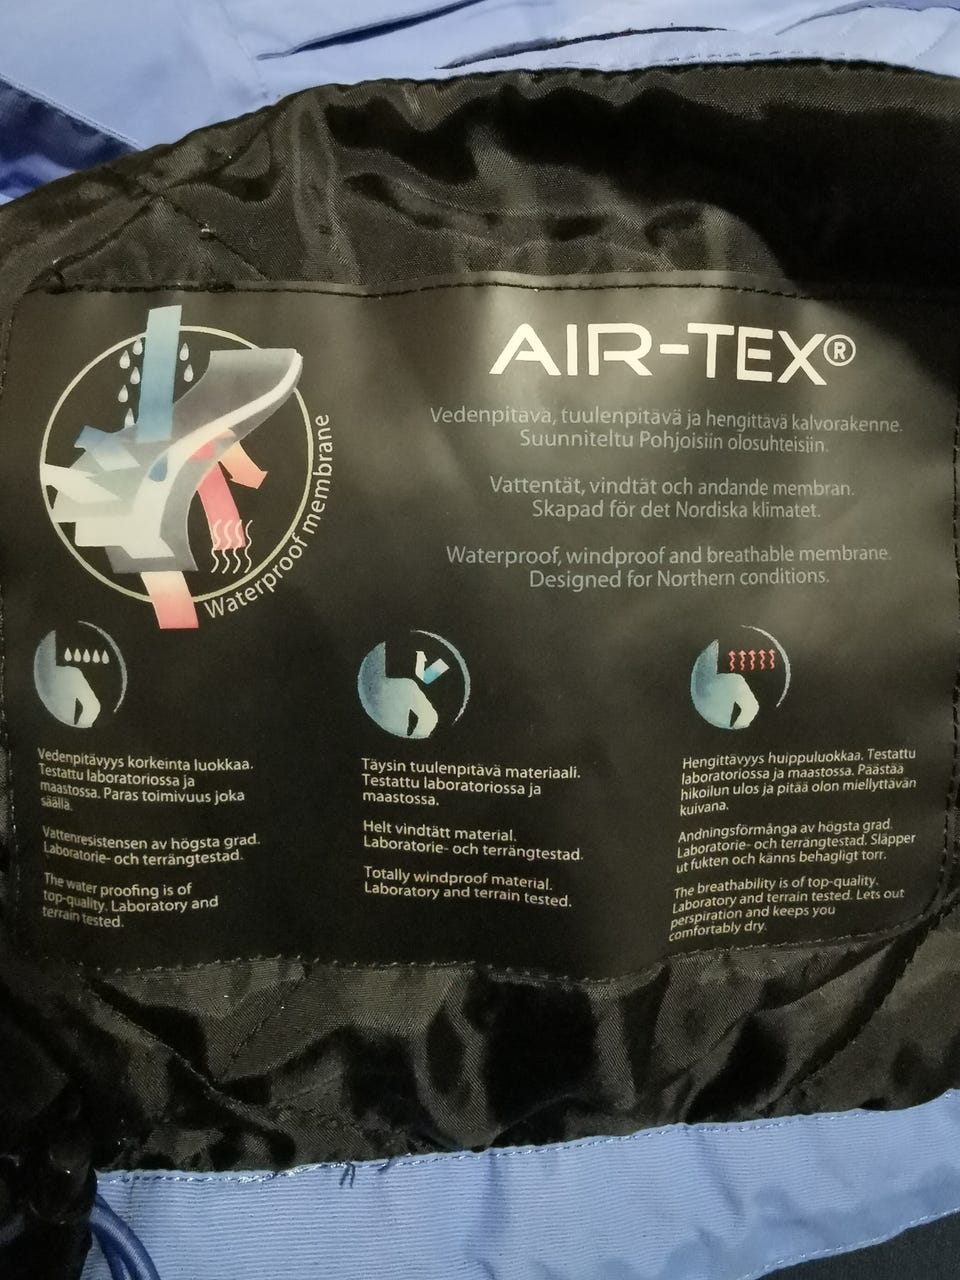 AIR-TEX®
Vedenpitävä, tuulenpitävä ja hengittävä kalvorakenne.
Suunniteltu Pohjoisiin olosuhteisiin.
Vattentät, vindtät och andande membran.
Skapad för det Nordiska klimatet.
Waterproof, windproof and breathable membrane.
Designed for Northern conditions.
Waterproof membrane
Vedenpitävyys korkeinta luokkaa.
Testattu laboratoriossa ja
maastossa. Paras toimivuus joka
säällä.
Vattenresistensen av högsta grad.
Laboratorie- och terrängtestad.
The water proofing is of
top-quality. Laboratory and
terrain tested.
Täysin tuulenpitävä materiaali.
Testattu laboratoriossa ja
maastossa.
Helt vindtätt material.
Laboratorie- och terrängtestad.
Totally windproof material.
Laboratory and terrain tested.
Hengittävyys huippuluokkaa. Testattu
laboratoriossa ja maastossa. Päästää
hikoilun ulos ja pitää olon miellyttävän
kuivana.
Andningsförmånga av högsta grad.
Laboratorie- och terrängtestad. Släpper
ut fukten och känns behagligt torr.
The breathability is of top-quality.
Laboratory and terrain tested. Lets out
perspiration and keeps you
comfortably dry.